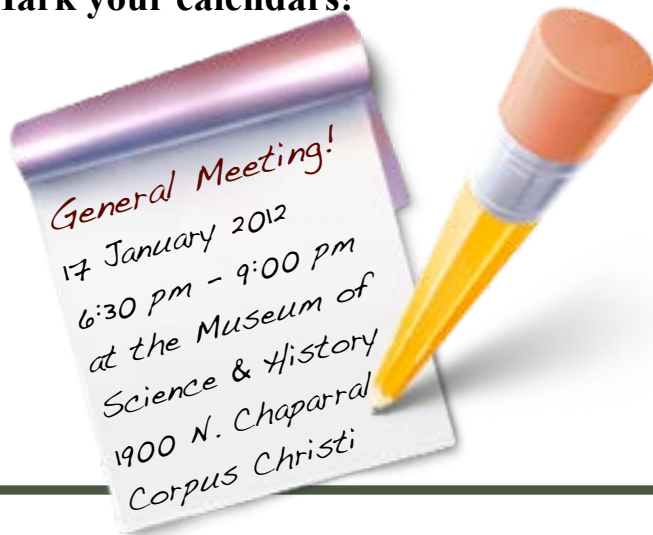 Mark your calendars!
General Meeting!
17 January 2012
6:30 pm - 9:00 pm
at the Museum of
Science & History
1900 N. Chaparral
Corpus Christi